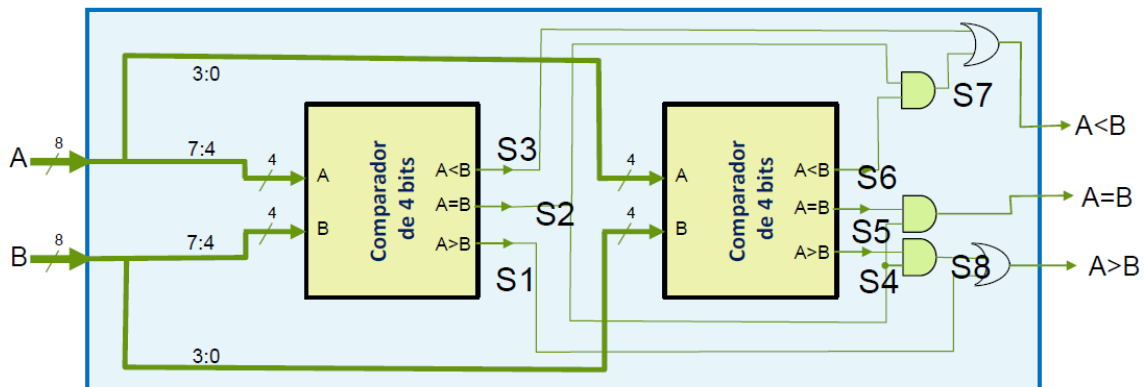 3:0
S7
A
8
7:4
4
A
Comparador
de 4 bits
A<B
S3
4
A
Comparador
de 4 bits
A<B
S6
A<B
A=B
S2
A=B
S5
A=B
B
8
7:4
4
B
A>B
S1
4
B
A>B
S4
S8
A>B
3:0